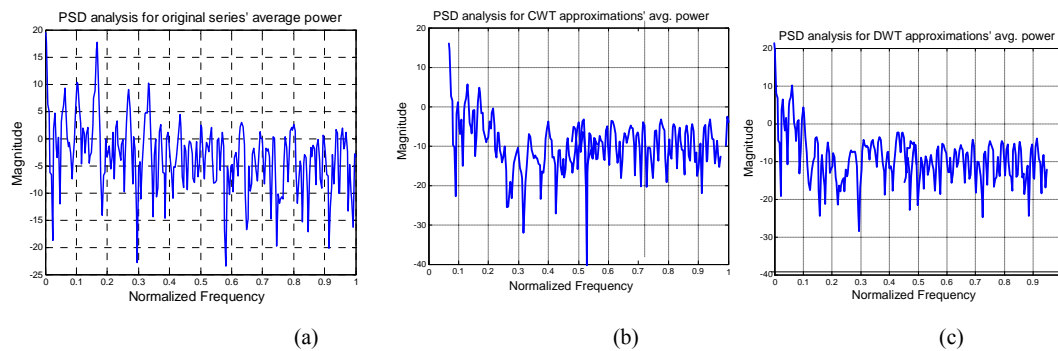 PSD analysis for original series' average power
20
15
10
5
0
-5
-10
-15
-20
-25
Magnitude
0 0.1 0.2 0.3 0.4 0.5 0.6 0.7 0.8 0.9 1
Normalized Frequency
(a)
PSD analysis for CWT approximations' avg. power
20
10
0
-10
-20
-30
-40
Magnitude
0 0.1 0.2 0.3 0.4 0.5 0.6 0.7 0.8 0.9 1
Normalized Frequency
(b)
PSD analysis for DWT approximations' avg. power
20
10
0
-10
-20
-30
-40
Magnitude
0 0.1 0.2 0.3 0.4 0.5 0.6 0.7 0.8 0.9
Normalized Frequency
(c)